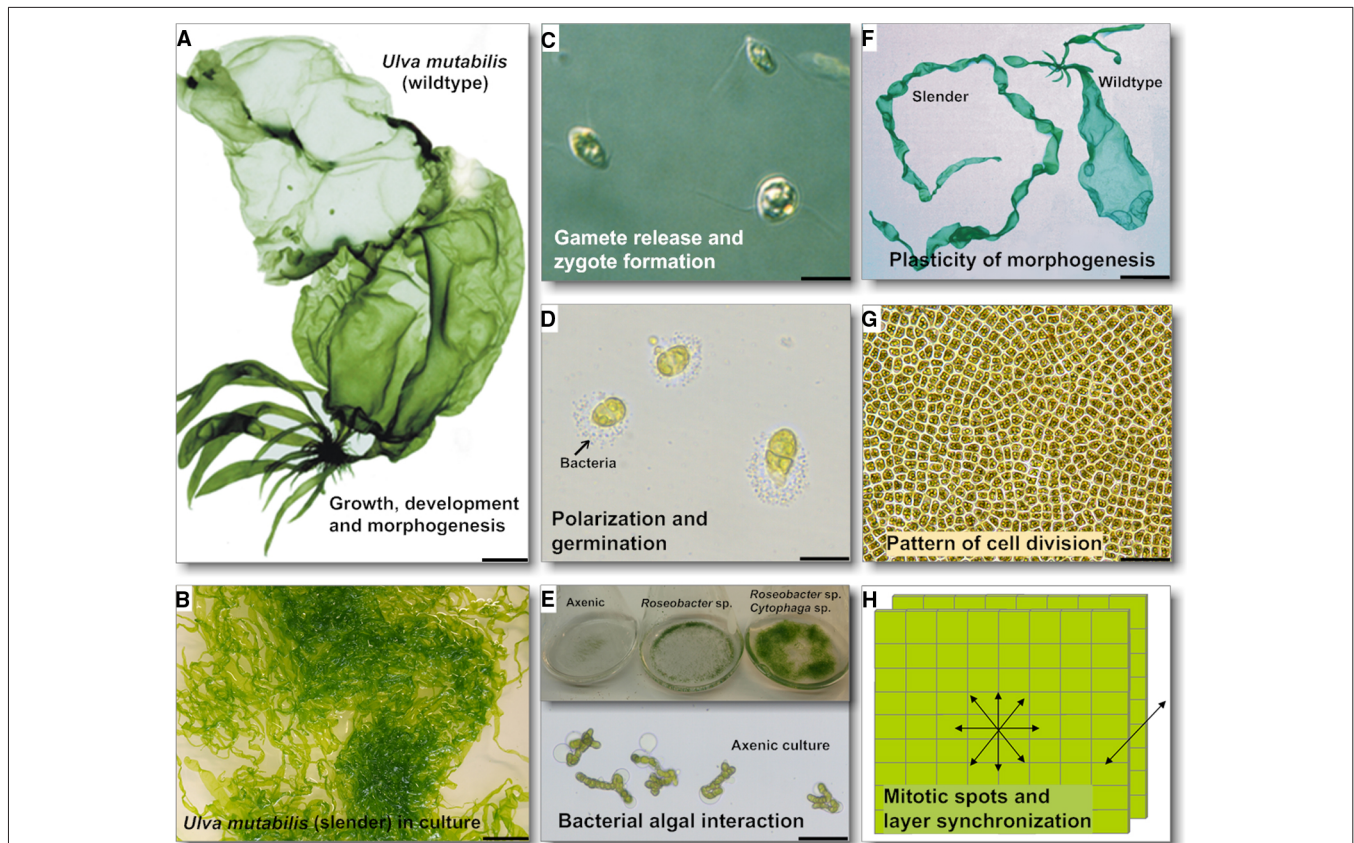 A
Ulva mutabilis
(wildtype)
Growth, development
and morphogenesis
B
Ulva mutabilis (slender) in culture
C
Gamete release and
zygote formation
D
Bacteria
Polarization and
germination
E
Axenic
Roseobacter sp.
Roseobacter sp.
Cytophaga sp.
Axenic culture
Bacterial algal interaction
F
Slender
Wildtype
Plasticity of morphogenesis
G
Pattern of cell division
H
Mitotic spots and
layer synchronization